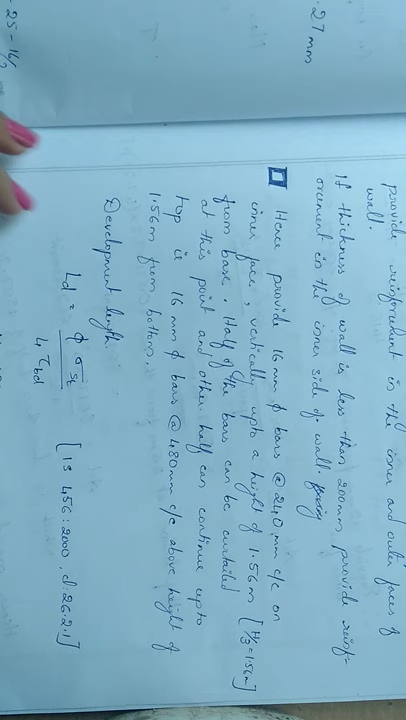 .27 mm
- 25 - 16/2
provide reinforcement in the inner and outer faces of
wall.
If thickness of wall is less than 200mm provide reinf-
orcement in the inner side of wall.
Here provide 16 mm ϕ bars @ 240 mm c/c on
inner face, vertically upto a height of 1.56m [H/3 = 1.56m]
from base. Half of the bars can be curtailed
at this point and other half can continue upto
top ie 16 mm ϕ bars @ 480mm c/c above height of
1.56m from bottom.
Development length.
Ld = ϕ σst / 4 τbd [IS 456:2000, cl. 26.2.1]